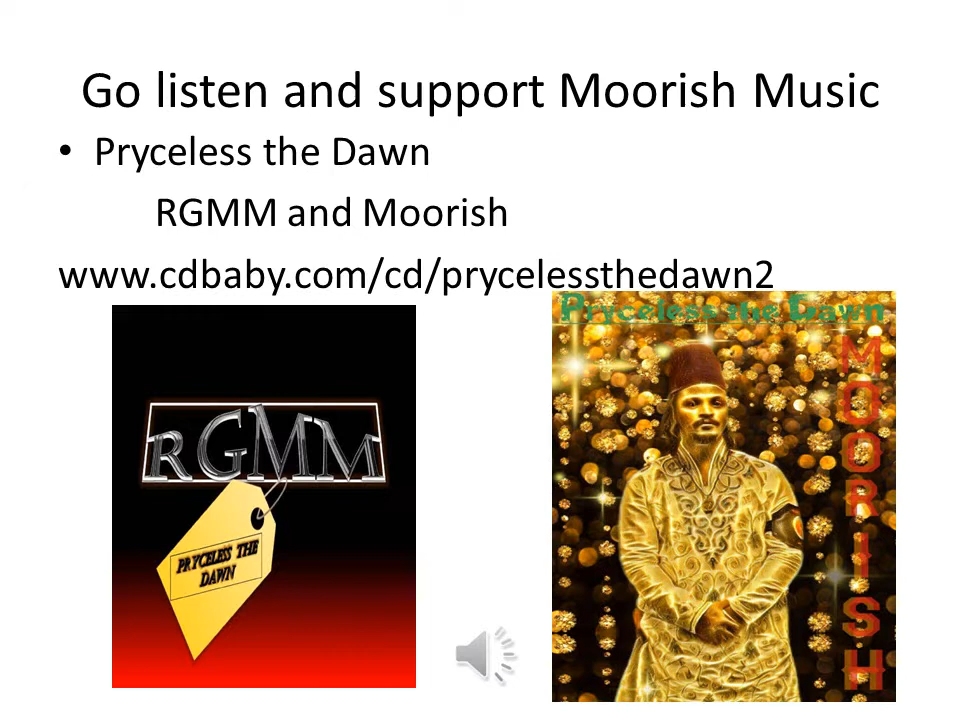 Go listen and support Moorish Music
• Pryceless the Dawn
RGMM and Moorish
www.cdbaby.com/cd/prycelessthedawn2
RGMM
PRYCELESS THE
DAWN
Pryceless the Dawn
MOORISH